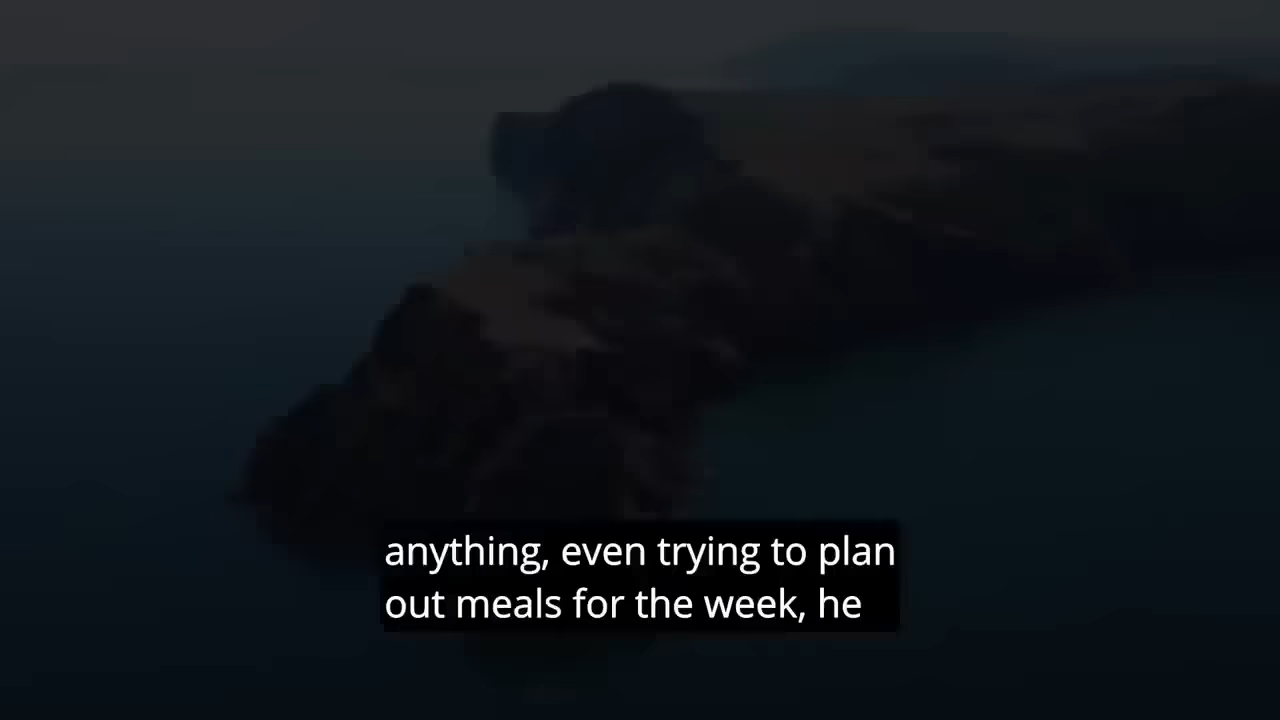 anything, even trying to plan
out meals for the week, he